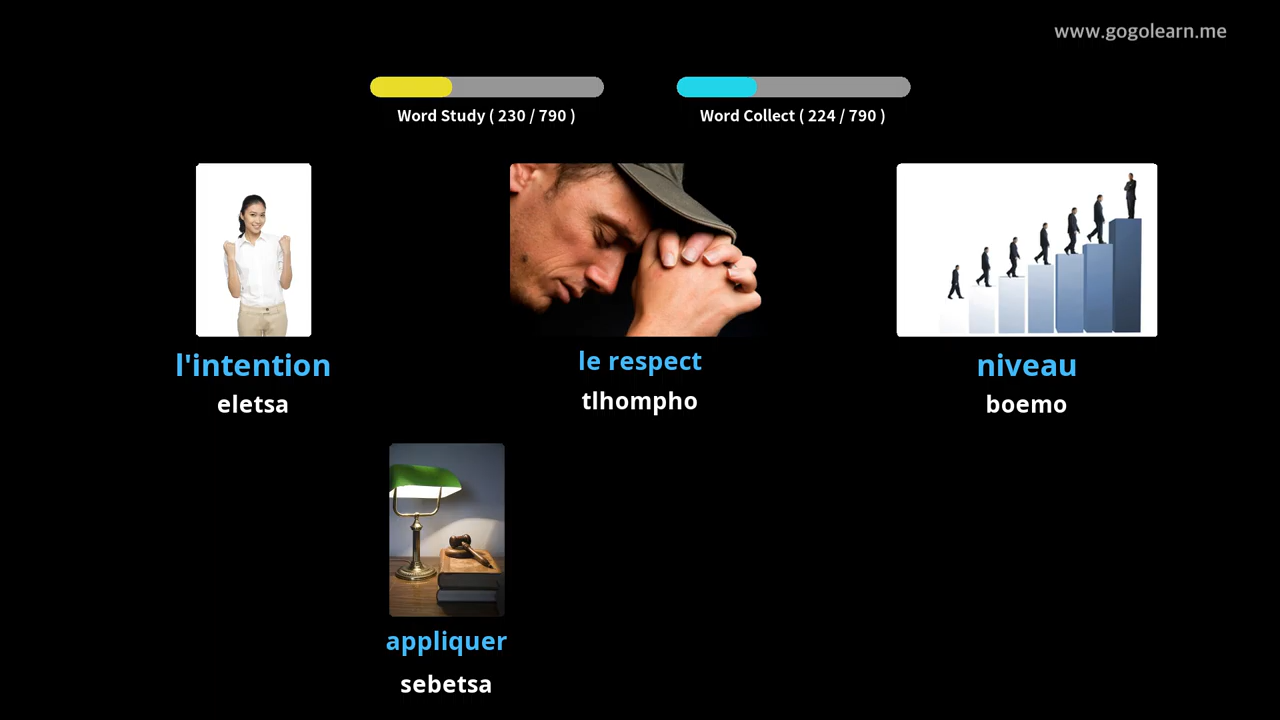 www.gogolearn.me
Word Study ( 230 / 790 )
Word Collect ( 224 / 790 )
l'intention
eletsa
le respect
tlhompho
niveau
boemo
appliquer
sebetsa